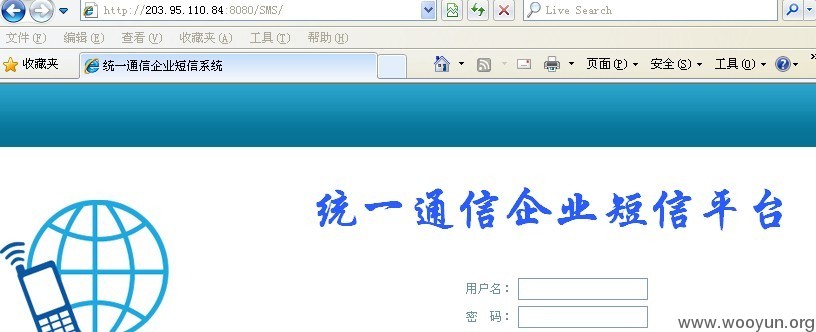 http://203.95.110.84:8080/SMS/
Live Search
文件(F) 编辑(E) 查看(V) 收藏夹(A) 工具(T) 帮助(H)
收藏夹 统一通信企业短信系统 页面(P) 安全(S) 工具(O)
统一通信企业短信平台
用户名：
密 码：
www.wooyun.org